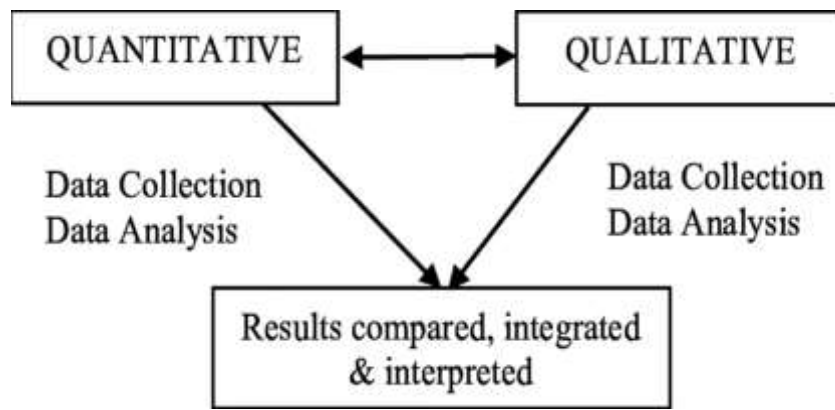 QUANTITATIVE
QUALITATIVE
Data Collection
Data Analysis
Data Collection
Data Analysis
Results compared, integrated
& interpreted